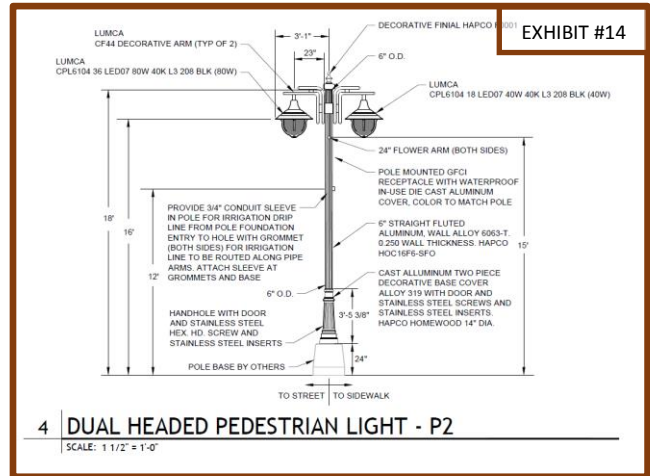 EXHIBIT #14
DECORATIVE FINIAL HAPCO
3'-1"
LUMCA
CF44 DECORATIVE ARM (TYP OF 2)
23"
6" O.D.
LUMCA
CPL6104 36 LED07 80W 40K L3 208 BLK (80W)
LUMCA
CPL6104 18 LED07 40W 40K L3 208 BLK (40W)
24" FLOWER ARM (BOTH SIDES)
POLE MOUNTED GFCI
RECEPTACLE WITH WATERPROOF
IN-USE DIE CAST ALUMINUM
COVER, COLOR TO MATCH POLE
PROVIDE 3/4" CONDUIT SLEEVE
IN POLE FOR IRRIGATION DRIP
LINE FROM POLE FOUNDATION
ENTRY TO HOLE WITH GROMMET
(BOTH SIDES) FOR IRRIGATION
LINE TO BE ROUTED ALONG PIPE
ARMS. ATTACH SLEEVE AT
GROMMETS AND BASE
18'
16'
12'
15'
6" STRAIGHT FLUTED
ALUMINUM, WALL ALLOY 6063-T.
0.250 WALL THICKNESS. HAPCO
HOC16F6-SFO
6" O.D.
CAST ALLUMINUM TWO PIECE
DECORATIVE BASE COVER
ALLOY 319 WITH DOOR AND
STAINLESS STEEL SCREWS AND
STAINLESS STEEL INSERTS.
HAPCO HOMEWOOD 14" DIA.
3'-5 3/8"
HANDHOLE WITH DOOR
AND STAINLESS STEEL
HEX. HD. SCREW AND
STAINLESS STEEL INSERTS
24"
POLE BASE BY OTHERS
TO STREET
TO SIDEWALK
4 DUAL HEADED PEDESTRIAN LIGHT - P2
SCALE: 1 1/2" = 1'-0"